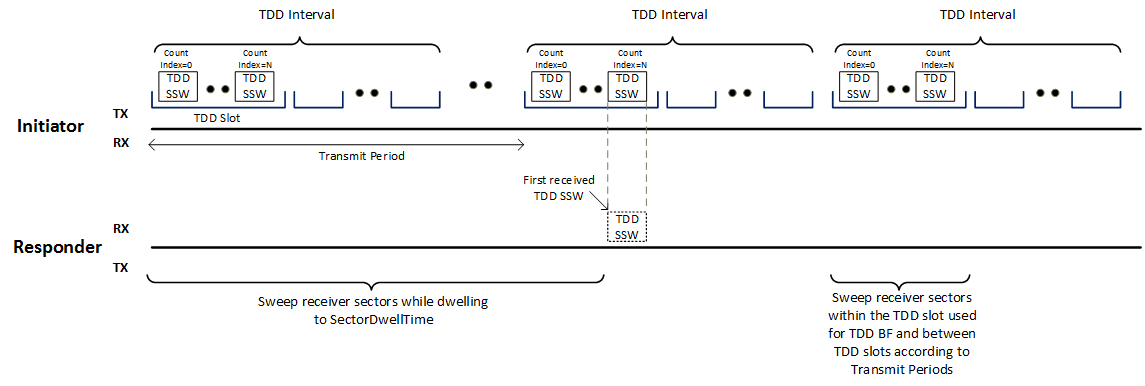 TDD Interval
TDD Interval
TDD Interval
Count
Index=0
Count
Index=N
Count
Index=0
Count
Index=N
Count
Index=0
Count
Index=N
TDD
SSW
TDD
SSW
TDD
SSW
TDD
SSW
TDD
SSW
TDD
SSW
TX
TDD Slot
Initiator
RX
Transmit Period
First received
TDD SSW
RX
TDD
SSW
Responder
TX
Sweep receiver sectors while dwelling
to SectorDwellTime
Sweep receiver sectors
within the TDD slot used
for TDD BF and between
TDD slots according to
Transmit Periods